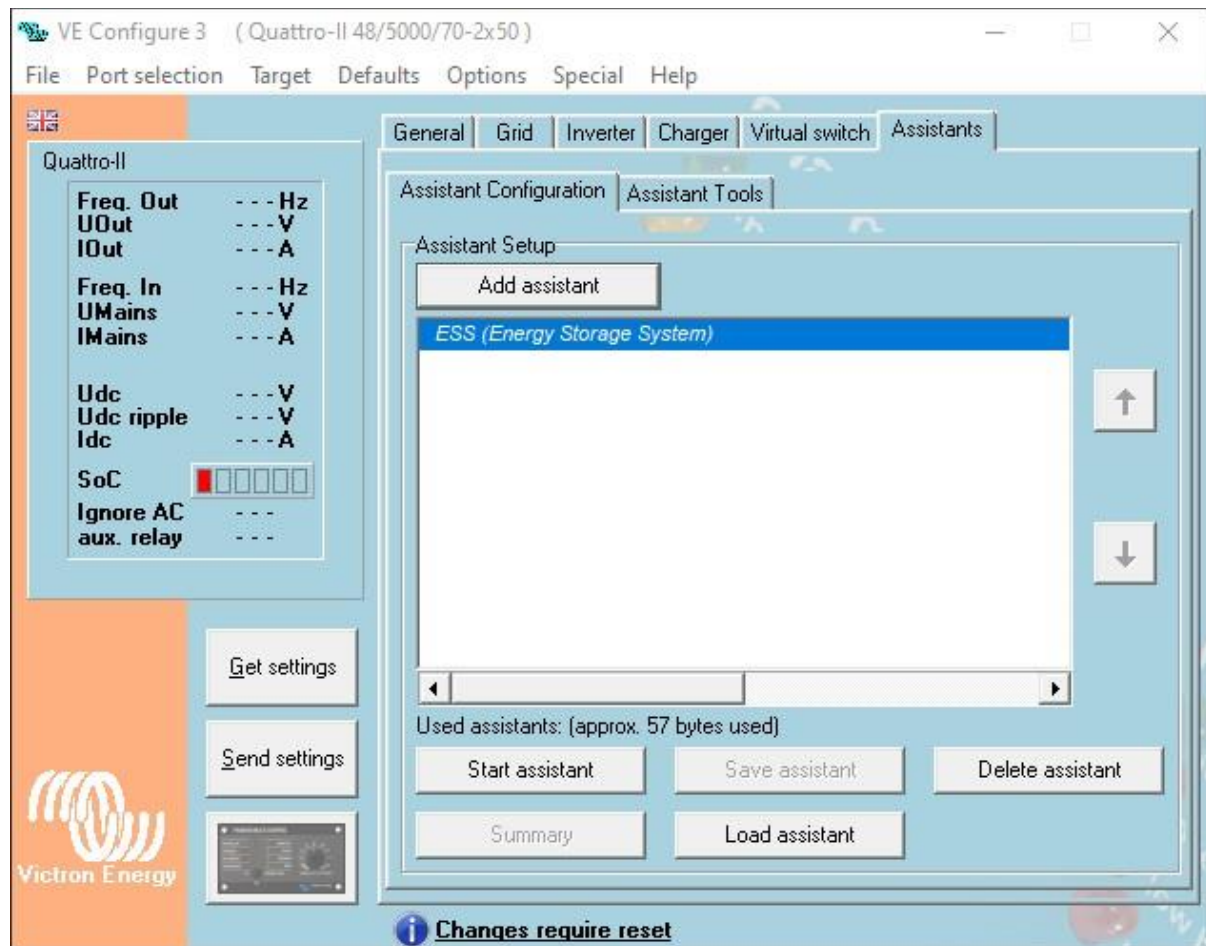 VE Configure 3 ( Quattro-II 48/5000/70-2x50 )
File Port selection Target Defaults Options Special Help
General Grid Inverter Charger Virtual switch Assistants
Quattro-II
Freq. Out - - - Hz
UOut - - - V
IOut - - - A
Freq. In - - - Hz
UMains - - - V
IMains - - - A
Udc - - - V
Udc ripple - - - V
Idc - - - A
SoC
Ignore AC - - -
aux. relay - - -
Get settings
Send settings
Victron Energy
Assistant Configuration Assistant Tools
Assistant Setup
Add assistant
ESS (Energy Storage System)
Used assistants: (approx. 57 bytes used)
Start assistant Save assistant Delete assistant
Summary Load assistant
Changes require reset